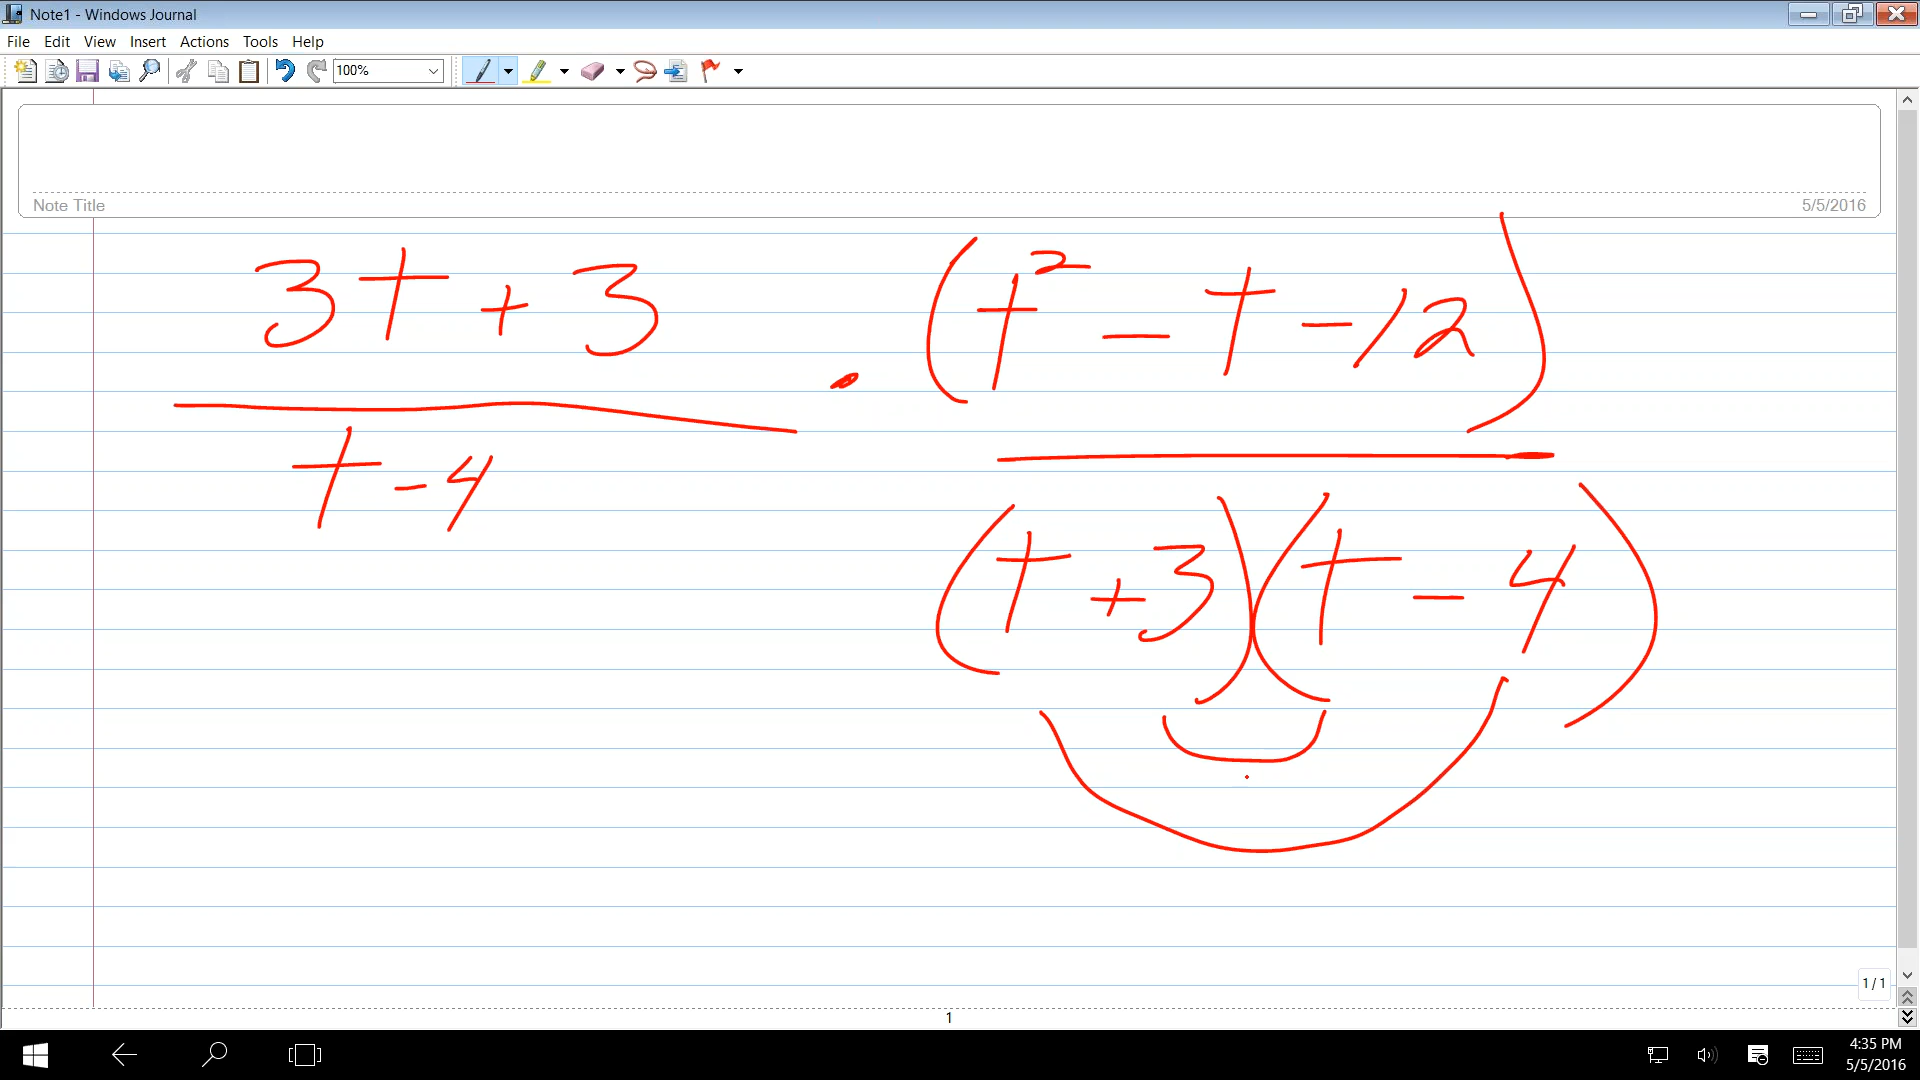 Note1 - Windows Journal
File Edit View Insert Actions Tools Help
100%
Note Title 5/5/2016
3t + 3 · (t² - t - 12)
t - 4 (t + 3)(t - 4)
1 / 1
1
4:35 PM
5/5/2016